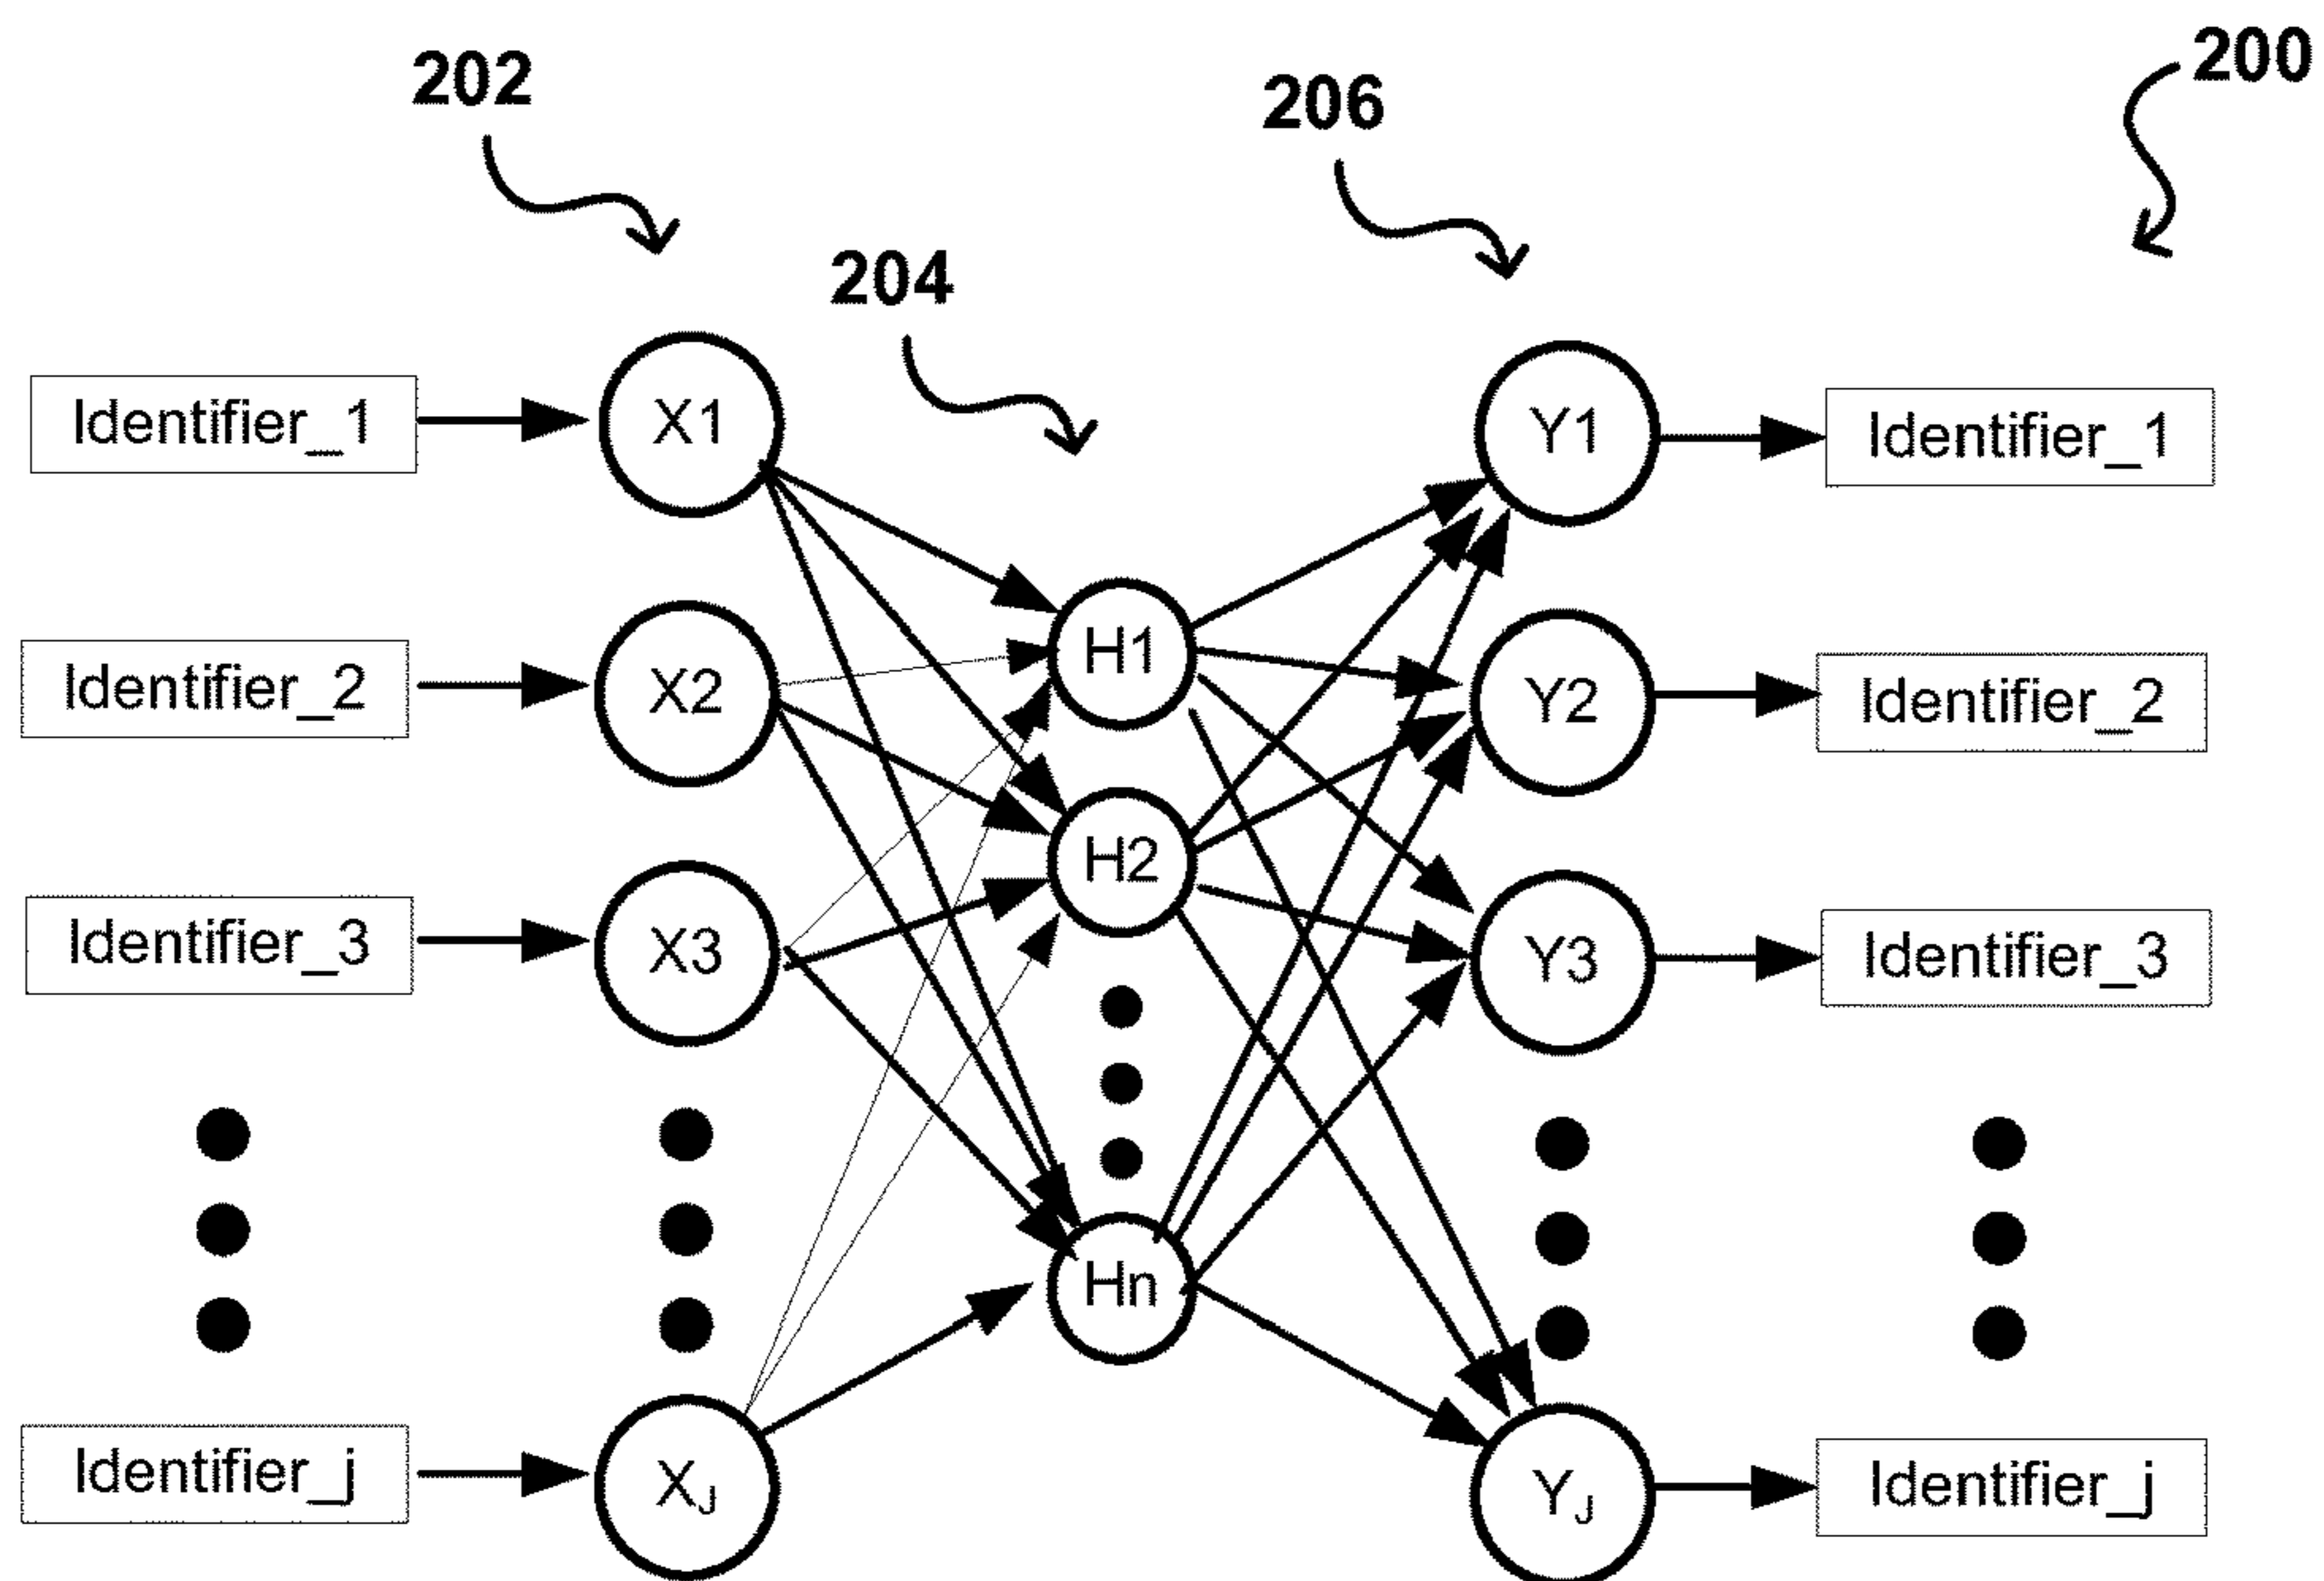 200
202
206
204
Identifier_1
X1
Y1
Identifier_1
H1
Identifier_2
X2
Y2
Identifier_2
H2
Identifier_3
X3
Y3
Identifier_3
Hn
Identifier_j
XJ
YJ
Identifier_j